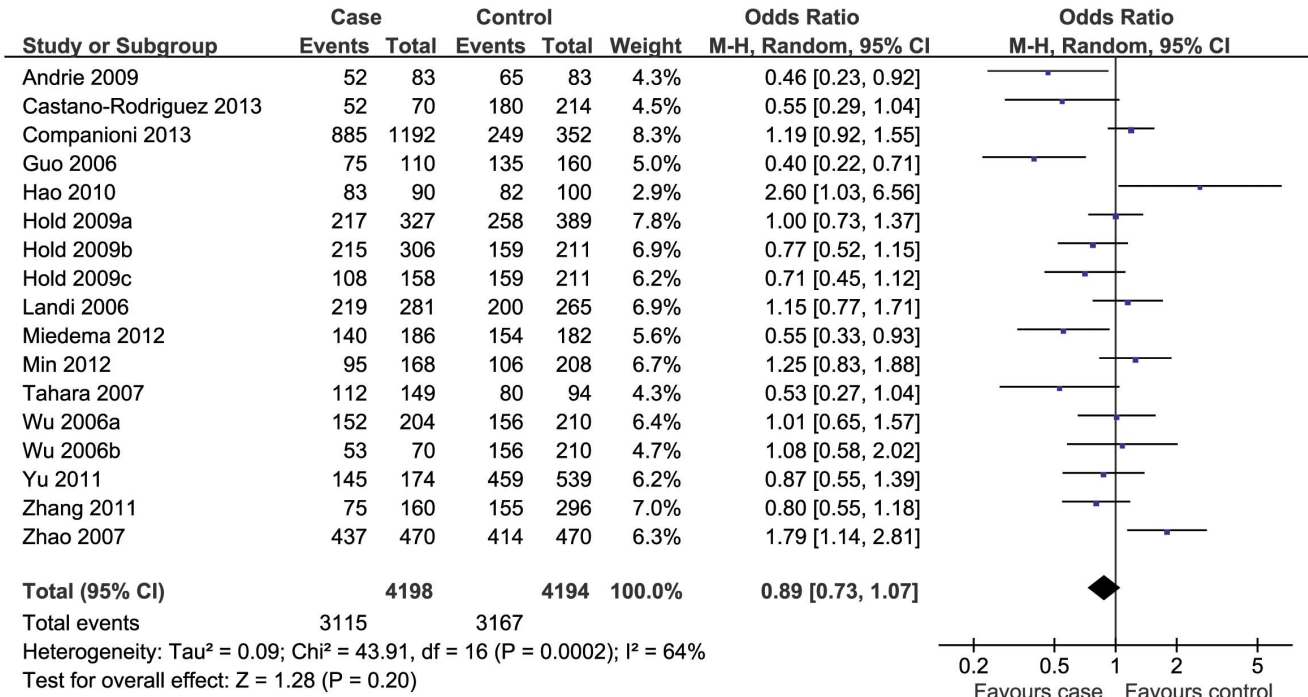 Case Control Odds Ratio Odds Ratio
Study or Subgroup Events Total Events Total Weight M-H, Random, 95% CI M-H, Random, 95% CI
Andrie 2009 52 83 65 83 4.3% 0.46 [0.23, 0.92]
Castano-Rodriguez 2013 52 70 180 214 4.5% 0.55 [0.29, 1.04]
Companioni 2013 885 1192 249 352 8.3% 1.19 [0.92, 1.55]
Guo 2006 75 110 135 160 5.0% 0.40 [0.22, 0.71]
Hao 2010 83 90 82 100 2.9% 2.60 [1.03, 6.56]
Hold 2009a 217 327 258 389 7.8% 1.00 [0.73, 1.37]
Hold 2009b 215 306 159 211 6.9% 0.77 [0.52, 1.15]
Hold 2009c 108 158 159 211 6.2% 0.71 [0.45, 1.12]
Landi 2006 219 281 200 265 6.9% 1.15 [0.77, 1.71]
Miedema 2012 140 186 154 182 5.6% 0.55 [0.33, 0.93]
Min 2012 95 168 106 208 6.7% 1.25 [0.83, 1.88]
Tahara 2007 112 149 80 94 4.3% 0.53 [0.27, 1.04]
Wu 2006a 152 204 156 210 6.4% 1.01 [0.65, 1.57]
Wu 2006b 53 70 156 210 4.7% 1.08 [0.58, 2.02]
Yu 2011 145 174 459 539 6.2% 0.87 [0.55, 1.39]
Zhang 2011 75 160 155 296 7.0% 0.80 [0.55, 1.18]
Zhao 2007 437 470 414 470 6.3% 1.79 [1.14, 2.81]
Total (95% CI) 4198 4194 100.0% 0.89 [0.73, 1.07]
Total events 3115 3167
Heterogeneity: Tau² = 0.09; Chi² = 43.91, df = 16 (P = 0.0002); I² = 64%
Test for overall effect: Z = 1.28 (P = 0.20)
0.2 0.5 1 2 5
Favours case Favours control